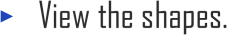 ► View the shapes.